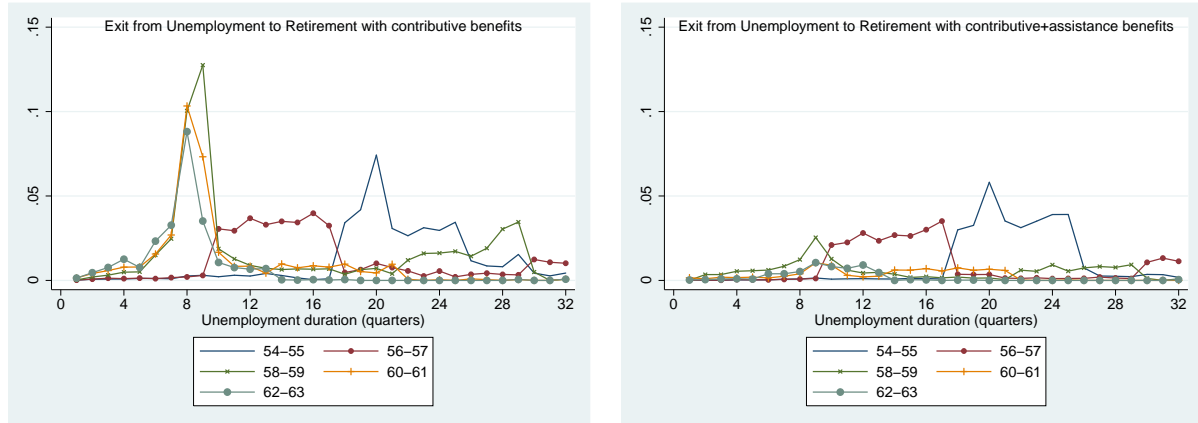 Exit from Unemployment to Retirement with contributive benefits
.15
.1
.05
0
0 4 8 12 16 20 24 28 32
Unemployment duration (quarters)
54–55 56–57
58–59 60–61
62–63
Exit from Unemployment to Retirement with contributive+assistance benefits
.15
.1
.05
0
0 4 8 12 16 20 24 28 32
Unemployment duration (quarters)
54–55 56–57
58–59 60–61
62–63